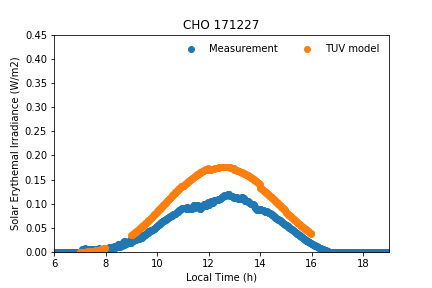 CHO 171227
Measurement TUV model
Solar Erythemal Irradiance (W/m2)
0.45
0.40
0.35
0.30
0.25
0.20
0.15
0.10
0.05
0.00
6 8 10 12 14 16 18
Local Time (h)